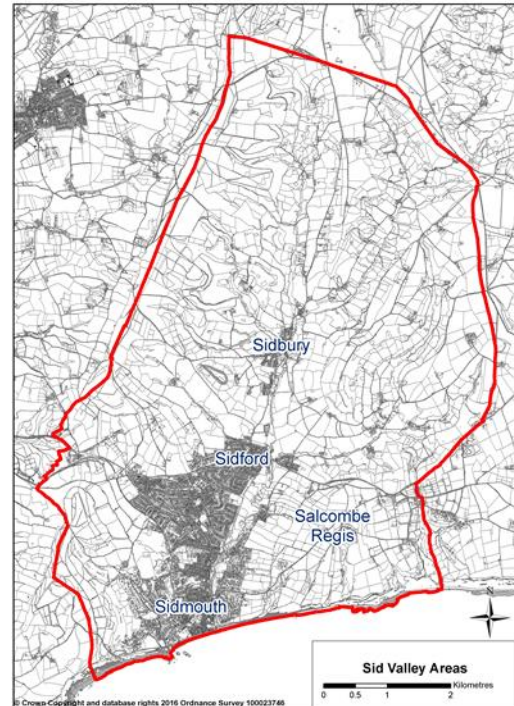 Sidbury
Sidford
Salcombe
Regis
Sidmouth
N
Sid Valley Areas
Kilometres
0 0.5 1 2
© Crown Copyright and database rights 2016 Ordnance Survey 100023746